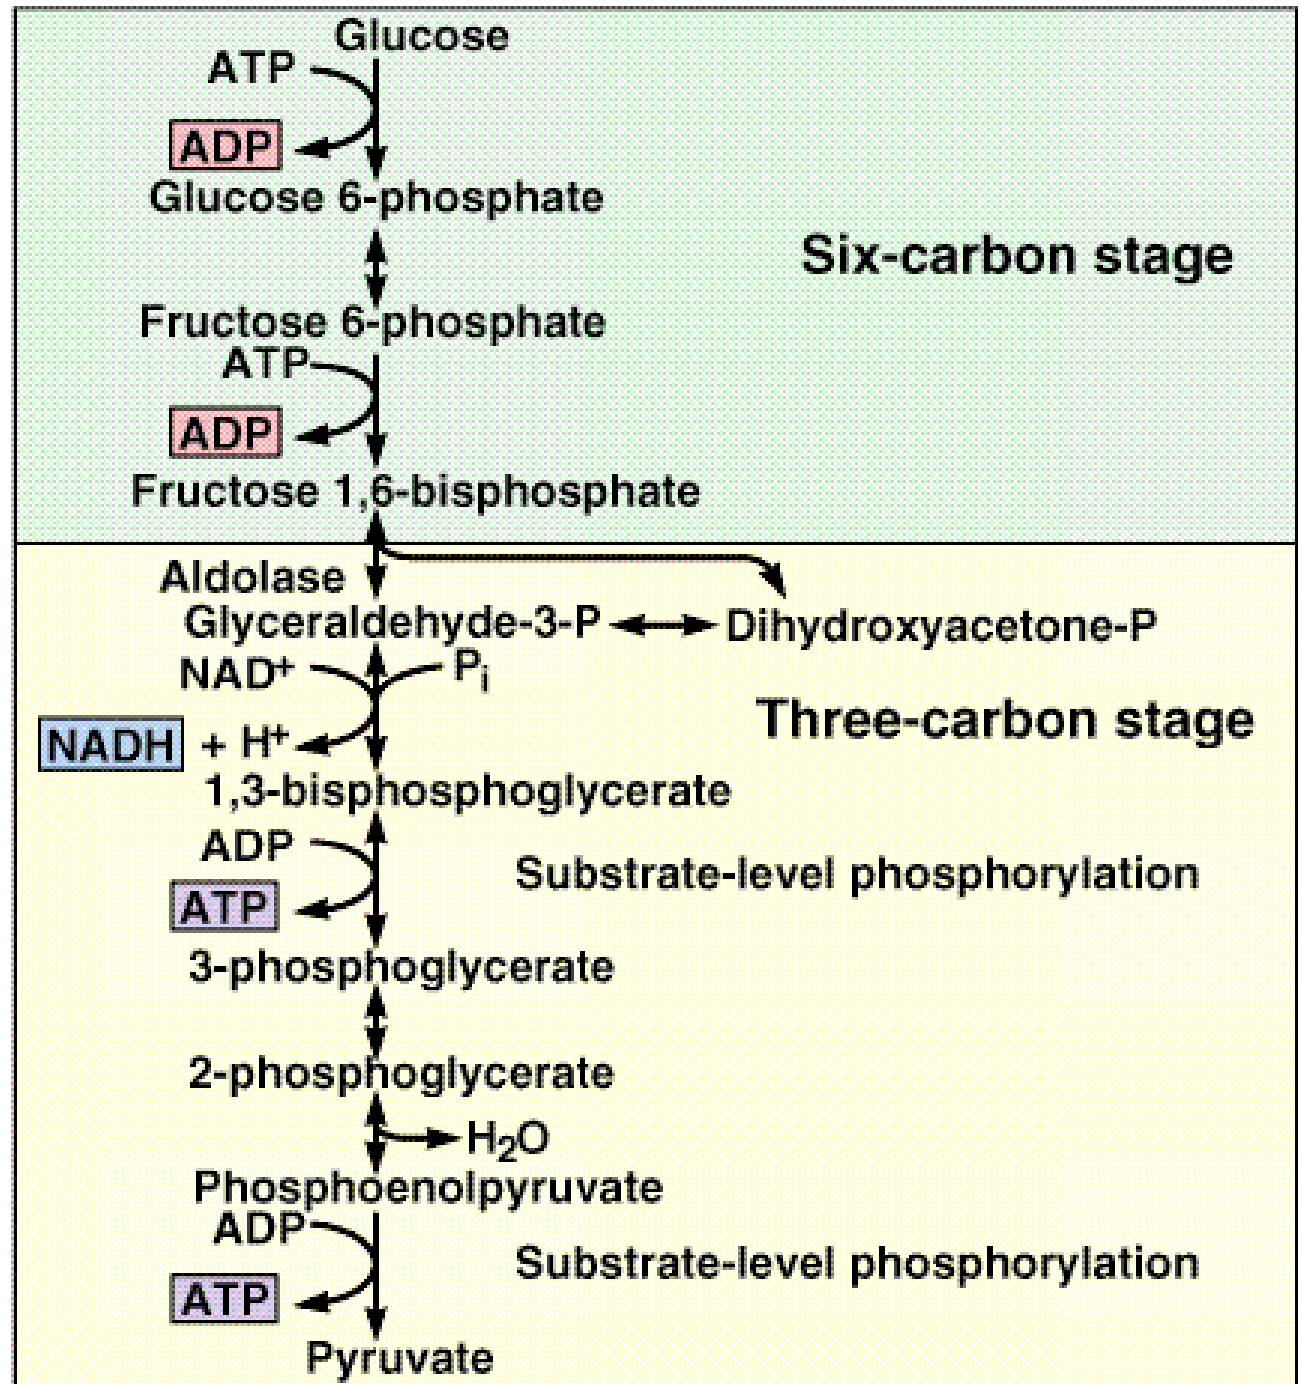 Glucose
ATP
ADP
Glucose 6-phosphate
Six-carbon stage
Fructose 6-phosphate
ATP
ADP
Fructose 1,6-bisphosphate
Aldolase
Glyceraldehyde-3-P Dihydroxyacetone-P
NAD⁺ Pᵢ
Three-carbon stage
NADH + H⁺
1,3-bisphosphoglycerate
ADP
Substrate-level phosphorylation
ATP
3-phosphoglycerate
2-phosphoglycerate
H₂O
Phosphoenolpyruvate
ADP
Substrate-level phosphorylation
ATP
Pyruvate